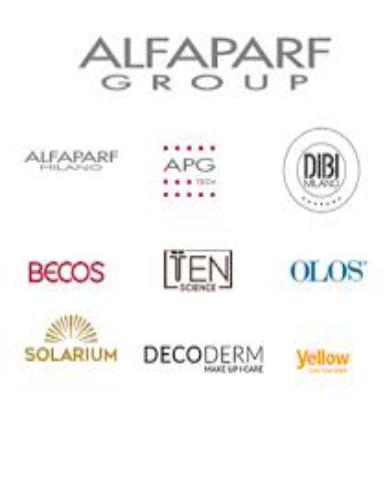 ALFAPARF
GROUP
ALFAPARF
MILANO
APG
TECH
DIBI
MILANO
BECOS
TEN
SCIENCE
OLOS
SOLARIUM
DECODERM
MAKE UP & CARE
yellow